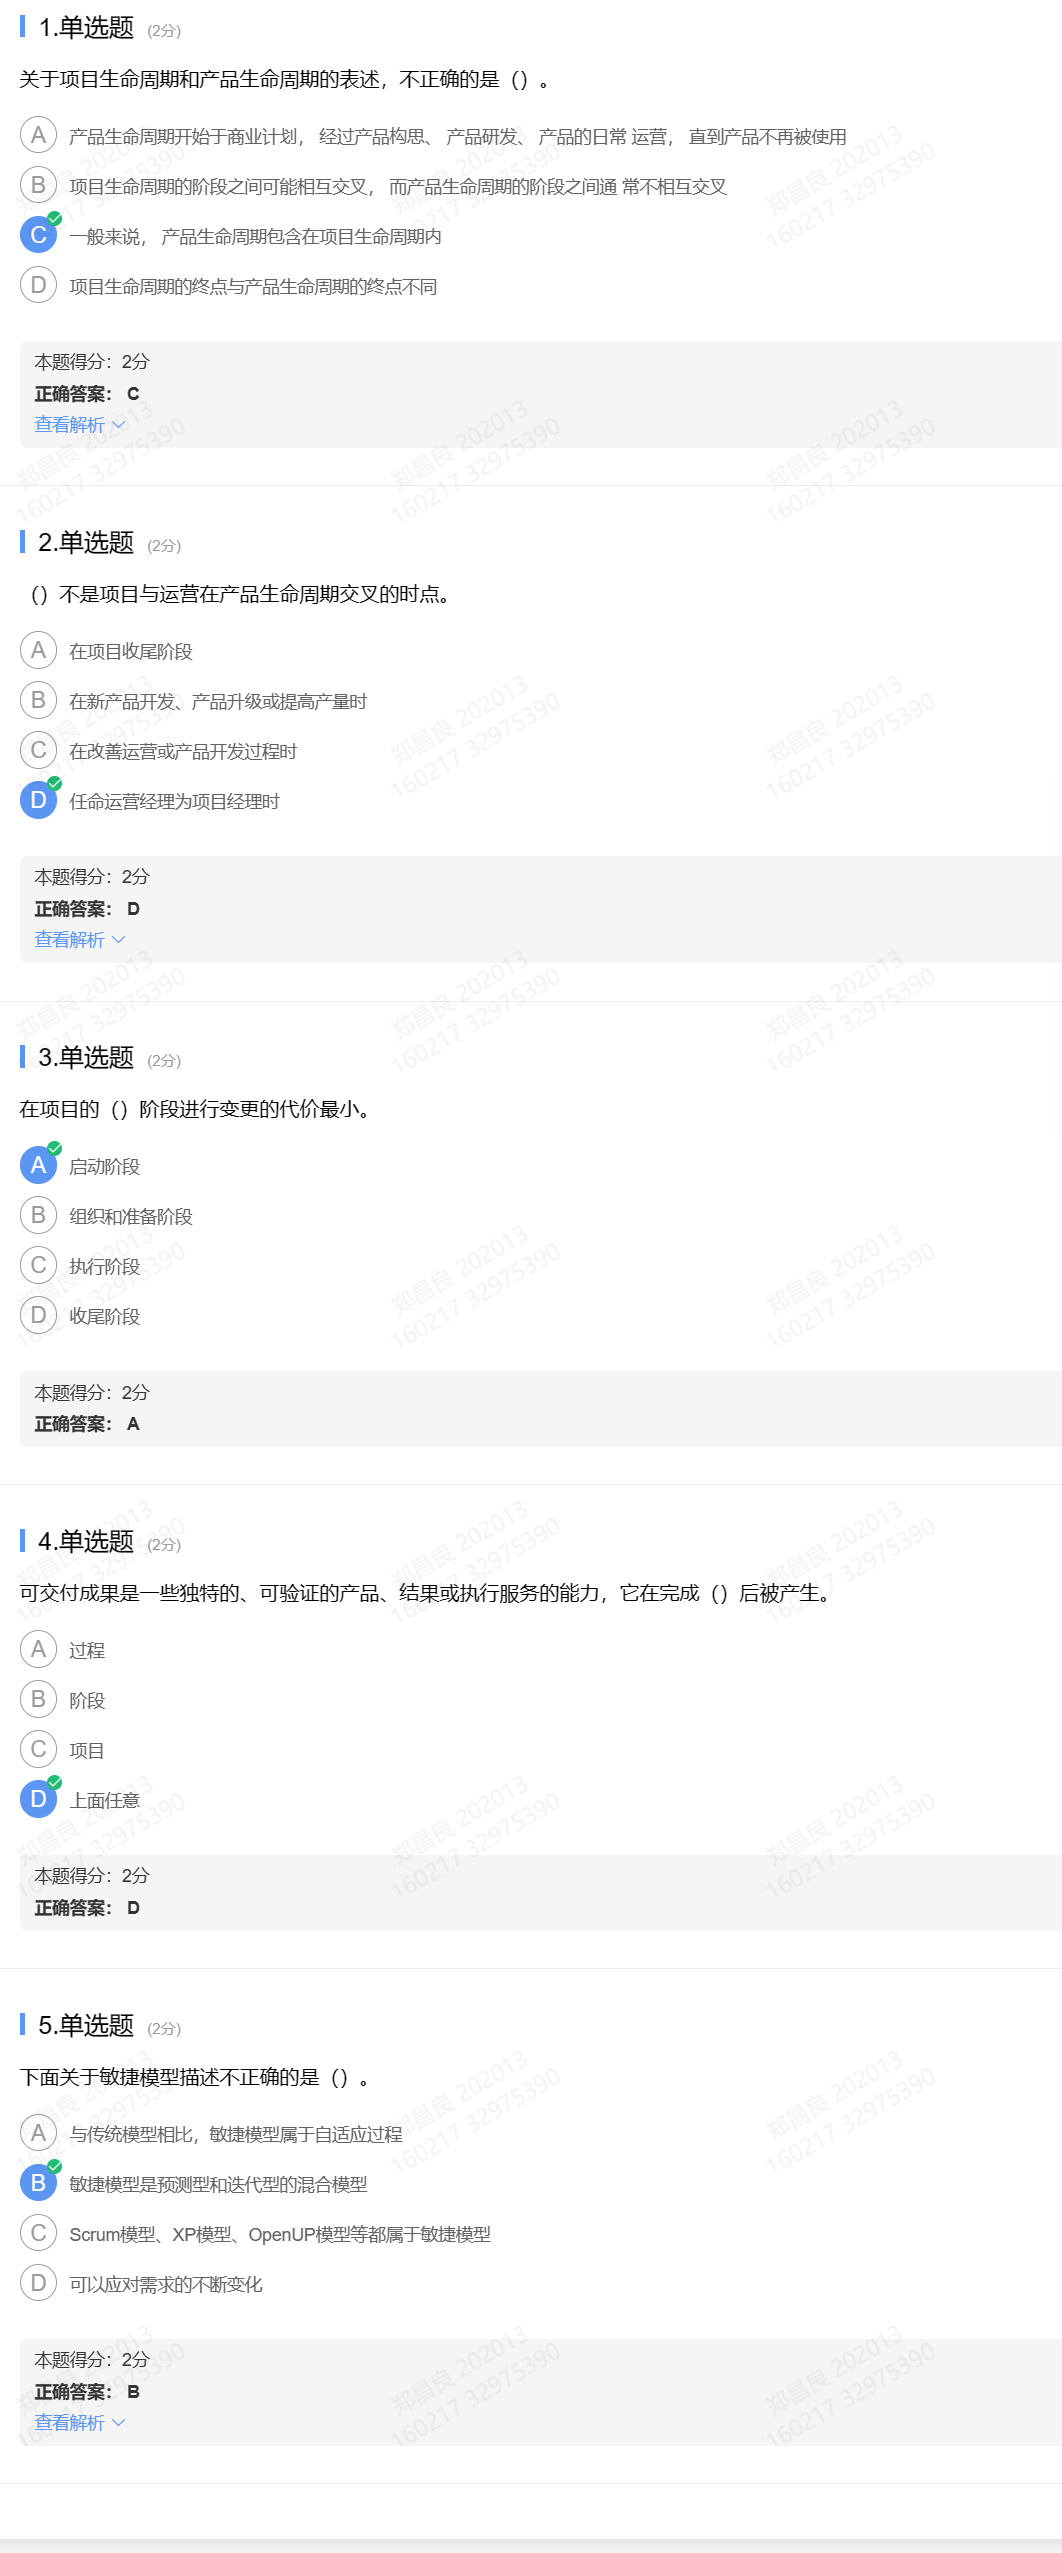 1.单选题 (2分)
关于项目生命周期和产品生命周期的表述，不正确的是（）。
A 产品生命周期开始于商业计划， 经过产品构思、 产品研发、 产品的日常 运营， 直到产品不再被使用
B 项目生命周期的阶段之间可能相互交叉， 而产品生命周期的阶段之间通 常不相互交叉
C 一般来说， 产品生命周期包含在项目生命周期内
D 项目生命周期的终点与产品生命周期的终点不同
本题得分：2分
正确答案： C
查看解析
2.单选题 (2分)
（）不是项目与运营在产品生命周期交叉的时点。
A 在项目收尾阶段
B 在新产品开发、产品升级或提高产量时
C 在改善运营或产品开发过程时
D 任命运营经理为项目经理时
本题得分：2分
正确答案： D
查看解析
3.单选题 (2分)
在项目的（）阶段进行变更的代价最小。
A 启动阶段
B 组织和准备阶段
C 执行阶段
D 收尾阶段
本题得分：2分
正确答案： A
4.单选题 (2分)
可交付成果是一些独特的、可验证的产品、结果或执行服务的能力，它在完成（）后被产生。
A 过程
B 阶段
C 项目
D 上面任意
本题得分：2分
正确答案： D
5.单选题 (2分)
下面关于敏捷模型描述不正确的是（）。
A 与传统模型相比，敏捷模型属于自适应过程
B 敏捷模型是预测型和迭代型的混合模型
C Scrum模型、XP模型、OpenUP模型等都属于敏捷模型
D 可以应对需求的不断变化
本题得分：2分
正确答案： B
查看解析
郑昌良 202013
160217 32975390